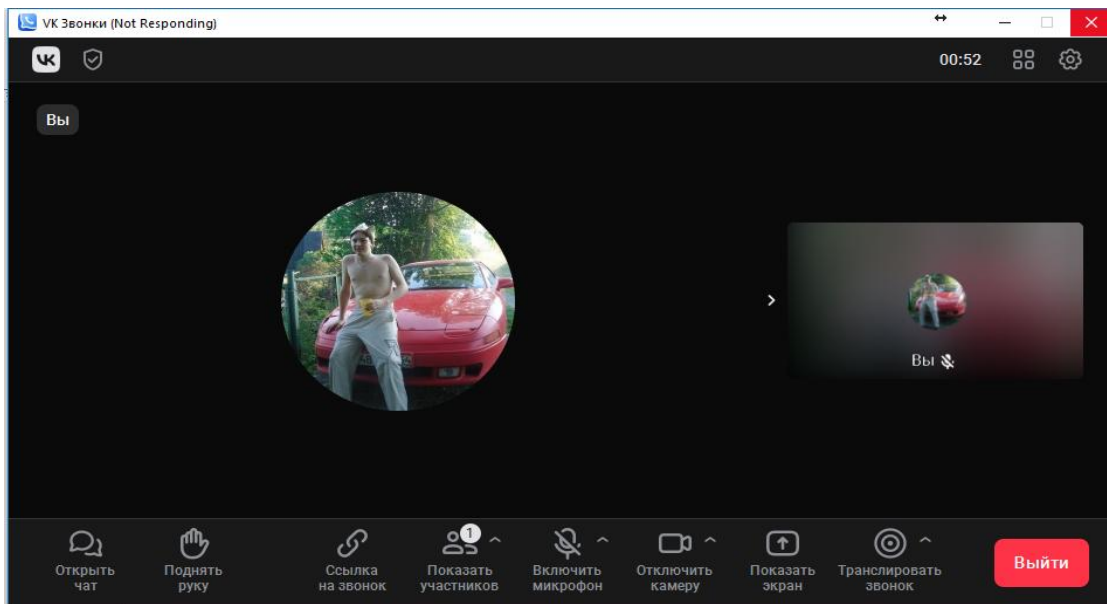 VK Звонки (Not Responding)
VK
00:52
Вы
Вы
Открыть
чат
Поднять
руку
Ссылка
на звонок
1
Показать
участников
Включить
микрофон
Отключить
камеру
Показать
экран
Транслировать
звонок
Выйти